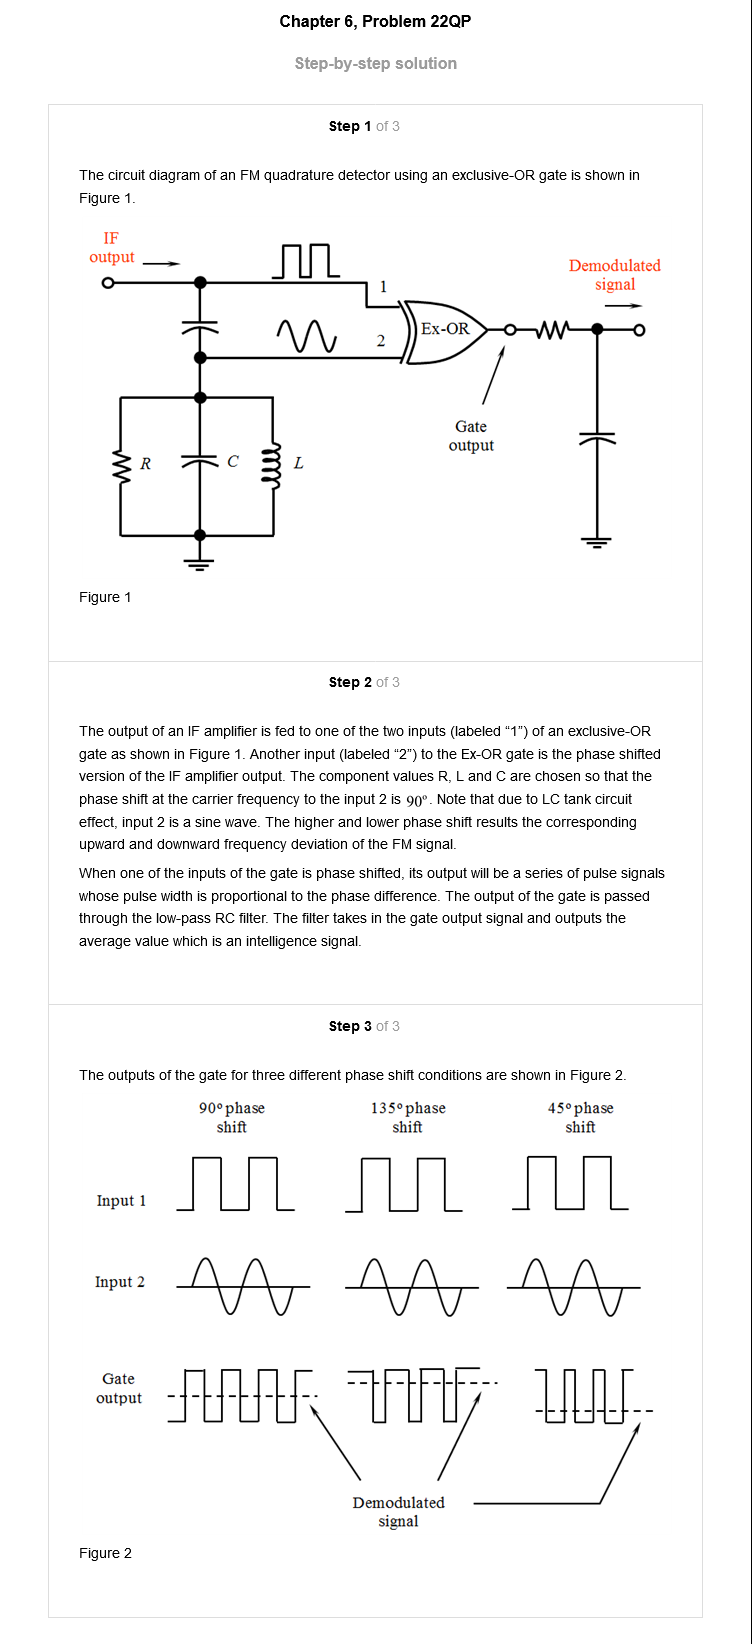 Chapter 6, Problem 22QP
Step-by-step solution
Step 1 of 3
The circuit diagram of an FM quadrature detector using an exclusive-OR gate is shown in
Figure 1.
IF
output
1
2
Ex-OR
Demodulated
signal
Gate
output
R
C
L
Figure 1
Step 2 of 3
The output of an IF amplifier is fed to one of the two inputs (labeled “1”) of an exclusive-OR
gate as shown in Figure 1. Another input (labeled “2”) to the Ex-OR gate is the phase shifted
version of the IF amplifier output. The component values R, L and C are chosen so that the
phase shift at the carrier frequency to the input 2 is 90°. Note that due to LC tank circuit
effect, input 2 is a sine wave. The higher and lower phase shift results the corresponding
upward and downward frequency deviation of the FM signal.
When one of the inputs of the gate is phase shifted, its output will be a series of pulse signals
whose pulse width is proportional to the phase difference. The output of the gate is passed
through the low-pass RC filter. The filter takes in the gate output signal and outputs the
average value which is an intelligence signal.
Step 3 of 3
The outputs of the gate for three different phase shift conditions are shown in Figure 2.
90° phase
shift
135° phase
shift
45° phase
shift
Input 1
Input 2
Gate
output
Demodulated
signal
Figure 2